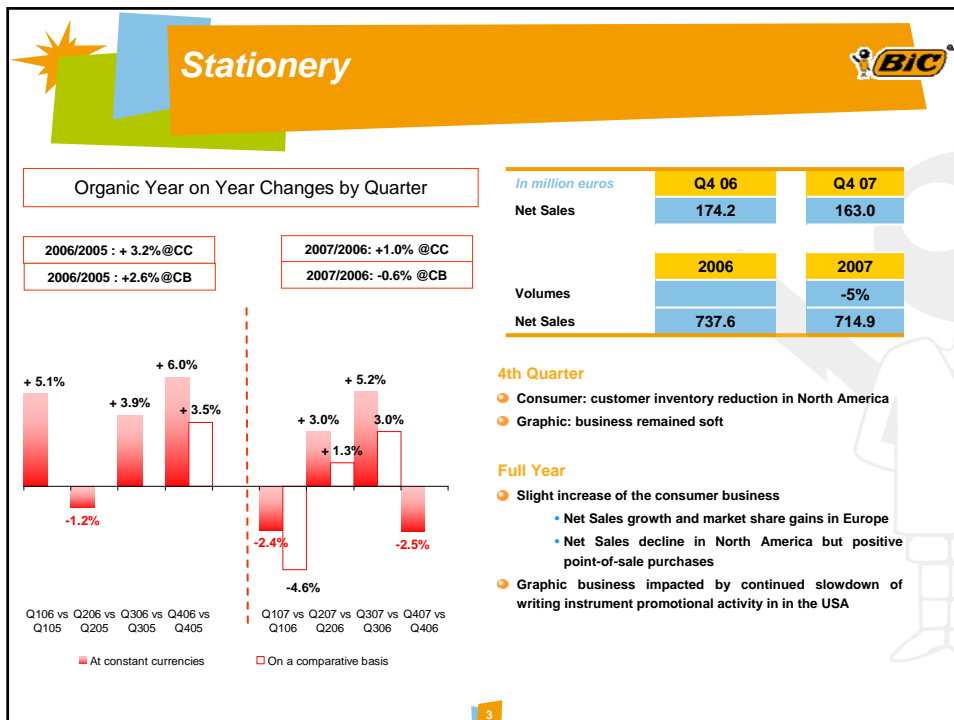 Stationery
BIC
®
Organic Year on Year Changes by Quarter
2006/2005 : + 3.2%@CC
2006/2005 : +2.6%@CB
2007/2006: +1.0% @CC
2007/2006: -0.6% @CB
+ 5.1%
-1.2%
+ 3.9%
+ 6.0%
+ 3.5%
-2.4%
-4.6%
+ 3.0%
+ 1.3%
+ 5.2%
3.0%
-2.5%
Q106 vs Q206 vs Q306 vs Q406 vs
Q105 Q205 Q305 Q405
Q107 vs Q207 vs Q307 vs Q407 vs
Q106 Q206 Q306 Q406
At constant currencies
On a comparative basis
In million euros Q4 06 Q4 07
Net Sales 174.2 163.0
2006 2007
Volumes -5%
Net Sales 737.6 714.9
4th Quarter
Consumer: customer inventory reduction in North America
Graphic: business remained soft
Full Year
Slight increase of the consumer business
• Net Sales growth and market share gains in Europe
• Net Sales decline in North America but positive
point-of-sale purchases
Graphic business impacted by continued slowdown of
writing instrument promotional activity in in the USA
3